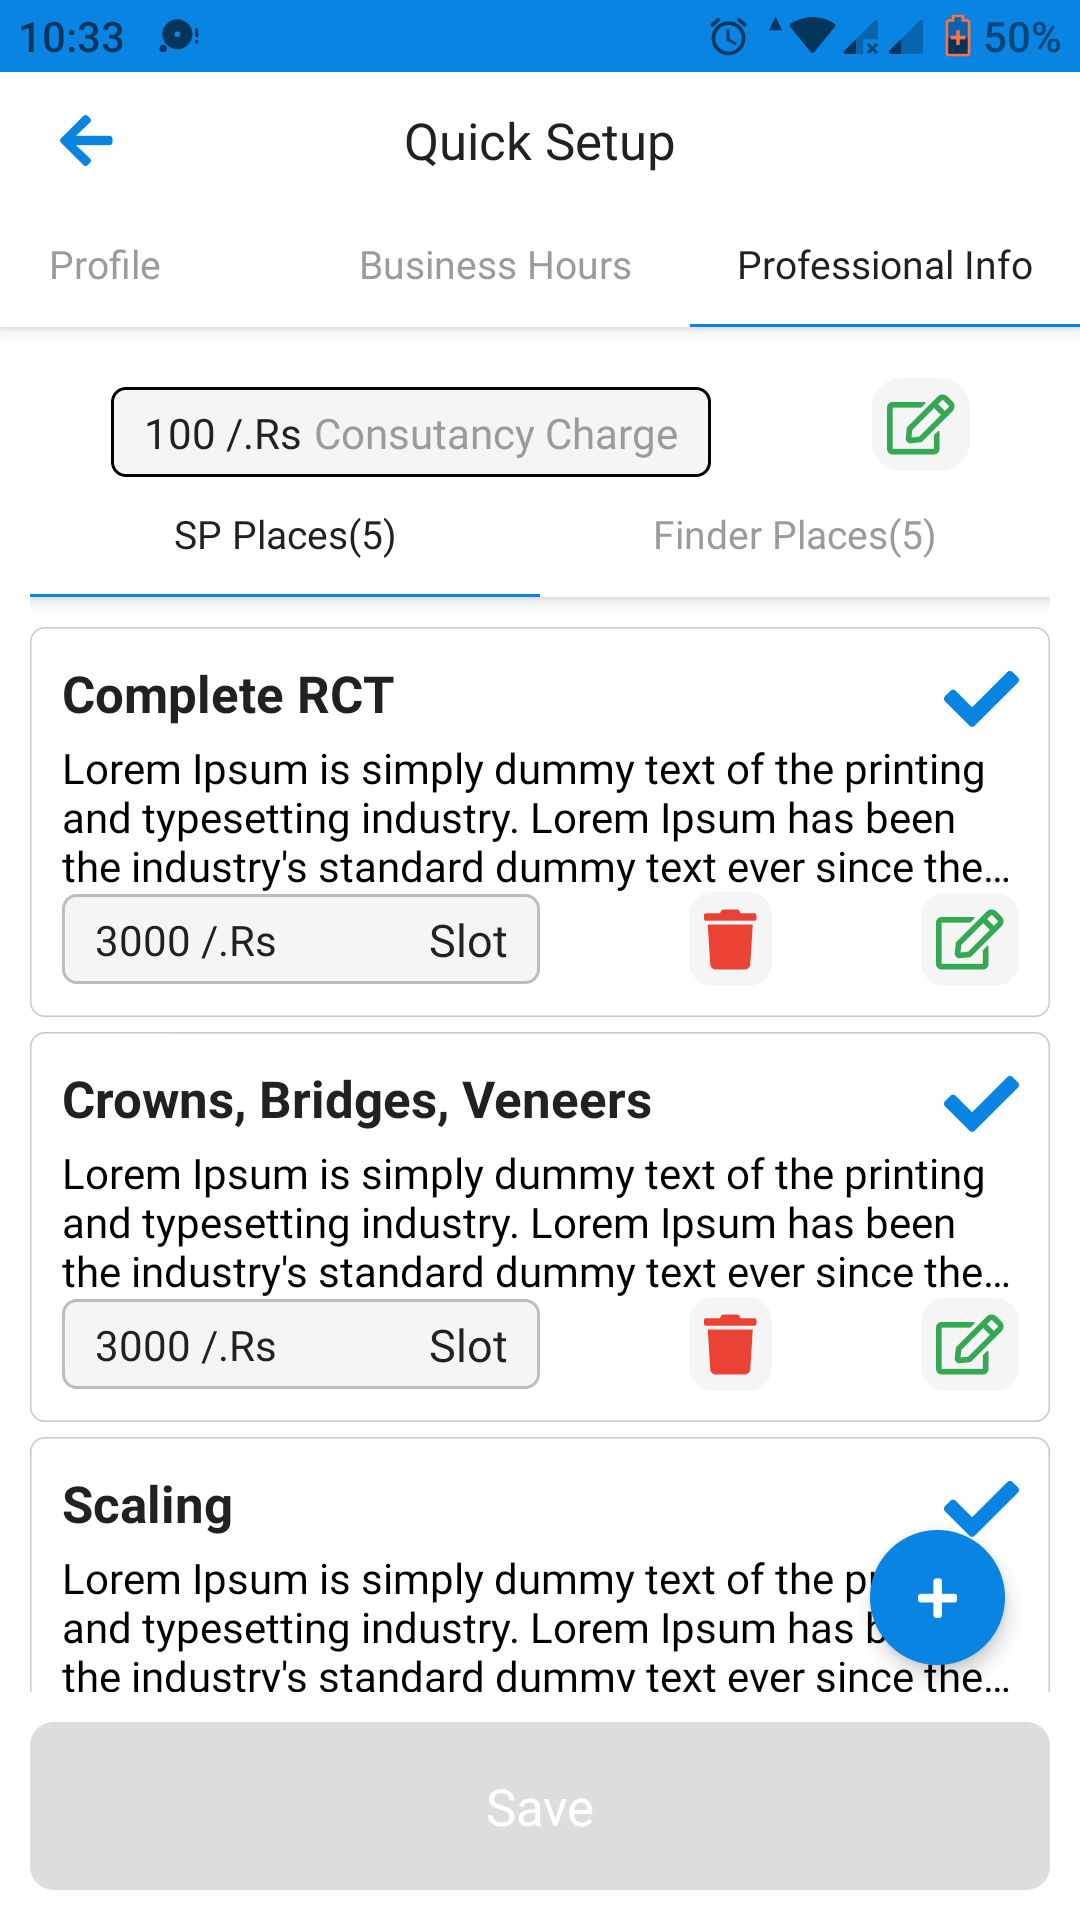 10:33
50%
Quick Setup
Profile Business Hours Professional Info
100 /.Rs Consutancy Charge
SP Places(5) Finder Places(5)
Complete RCT
Lorem Ipsum is simply dummy text of the printing
and typesetting industry. Lorem Ipsum has been
the industry's standard dummy text ever since the...
3000 /.Rs Slot
Crowns, Bridges, Veneers
Lorem Ipsum is simply dummy text of the printing
and typesetting industry. Lorem Ipsum has been
the industry's standard dummy text ever since the...
3000 /.Rs Slot
Scaling
Lorem Ipsum is simply dummy text of the
and typesetting industry. Lorem Ipsum has
the industry's standard dummy text ever since the...
Save